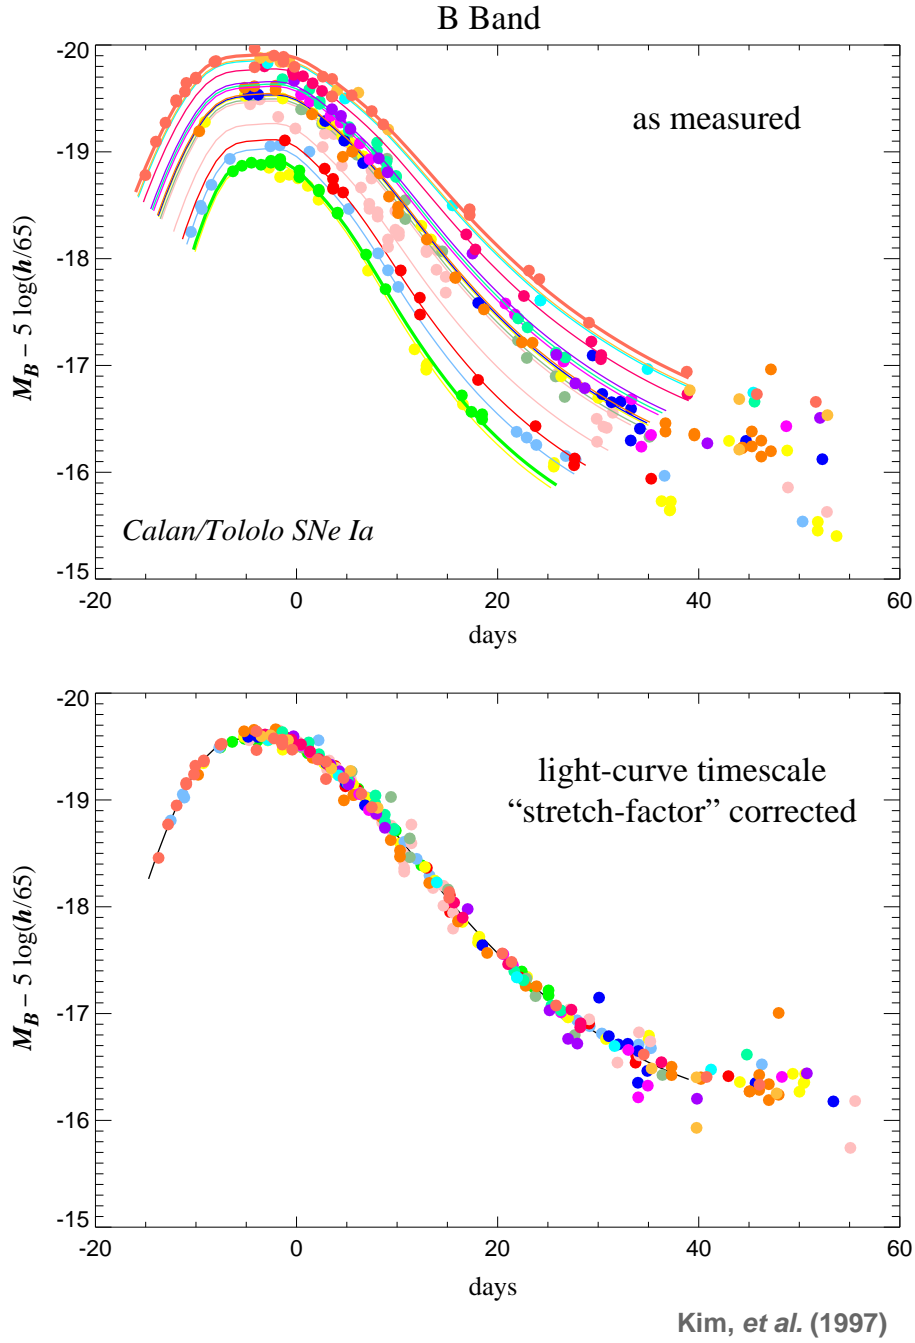 B Band
-20
-19
-18
-17
-16
-15
M_B – 5 log(h/65)
as measured
Calan/Tololo SNe Ia
-20 0 20 40 60
days
-20
-19
-18
-17
-16
-15
M_B – 5 log(h/65)
light-curve timescale
“stretch-factor” corrected
-20 0 20 40 60
days
Kim, et al. (1997)